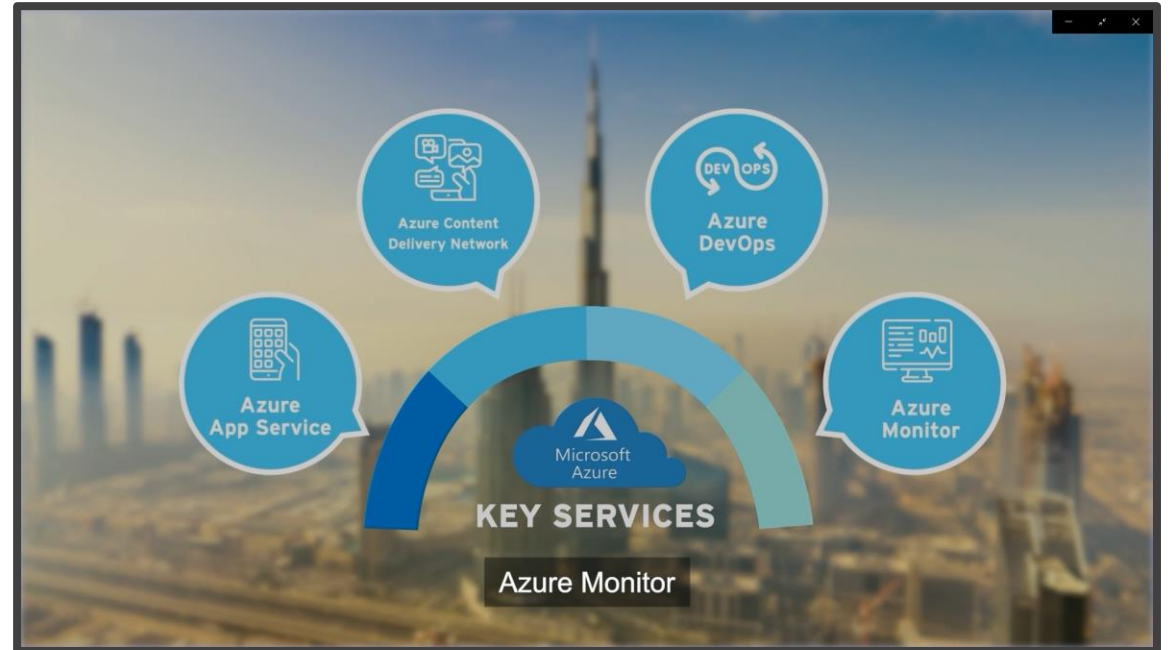 Azure Content
Delivery Network
DEV OPS
Azure
DevOps
Azure
App Service
Azure
Monitor
Microsoft
Azure
KEY SERVICES
Azure Monitor